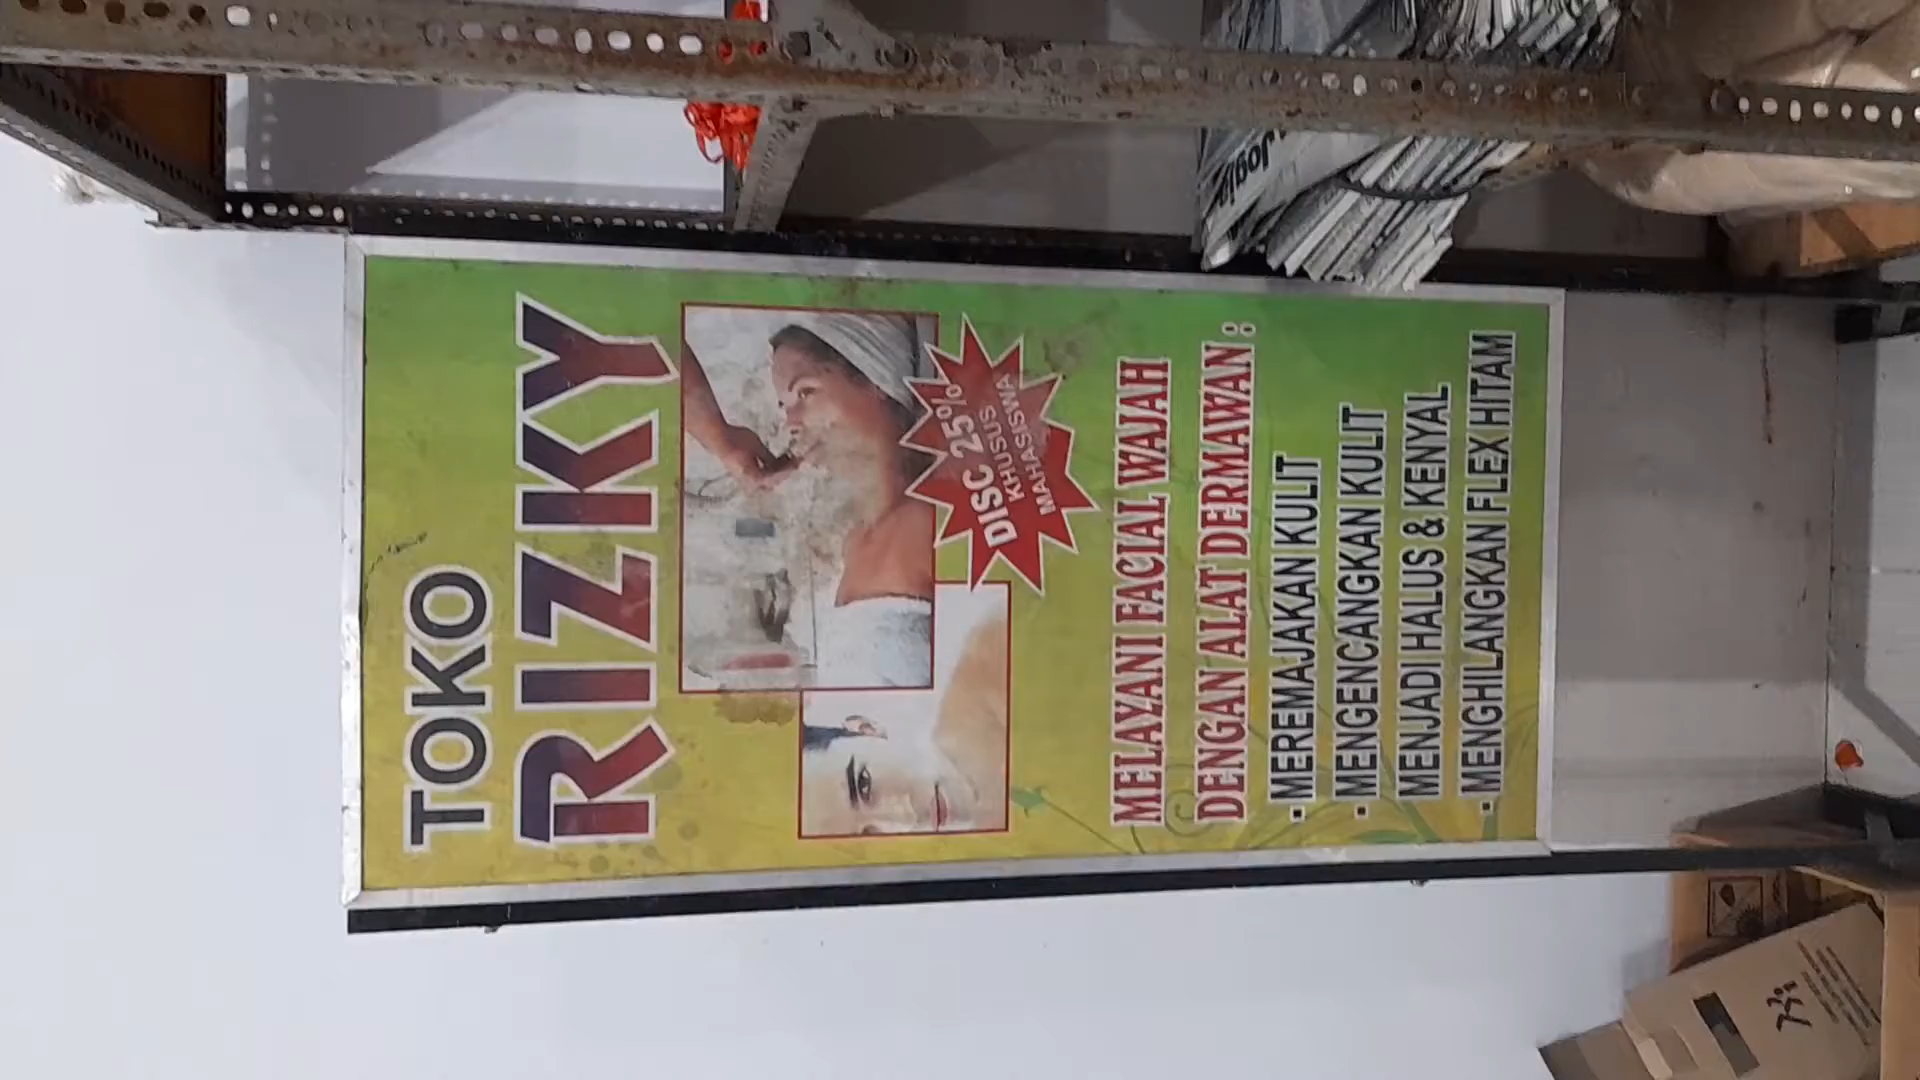 TOKO
RIZKY
DISC 25%
KHUSUS
MAHASISWA
MELAYANI FACIAL WAJAH
DENGAN ALAT DERMAWAN :
- MEREMAJAKAN KULIT
- MENGENCANGKAN KULIT
MENJADI HALUS & KENYAL
- MENGHILANGKAN FLEX HITAM
Jogja